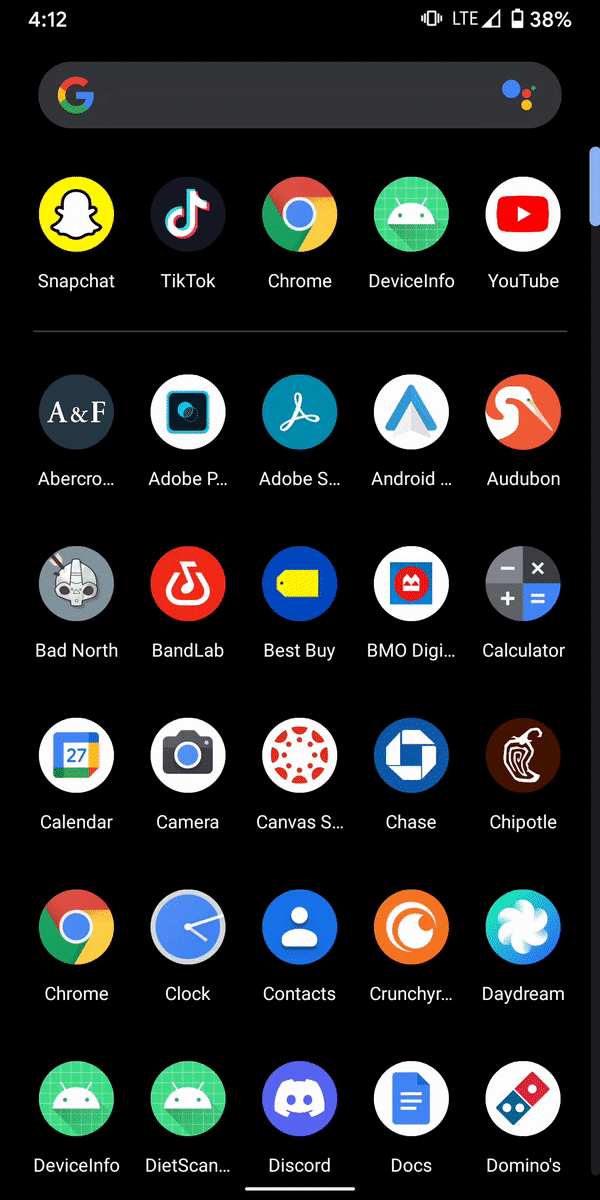 4:12 LTE 38%
Snapchat TikTok Chrome DeviceInfo YouTube
A&F
Abercro... Adobe P... Adobe S... Android ... Audubon
Bad North BandLab Best Buy BMO Digi... Calculator
27
Calendar Camera Canvas S... Chase Chipotle
Chrome Clock Contacts Crunchyr... Daydream
DeviceInfo DietScan... Discord Docs Domino's